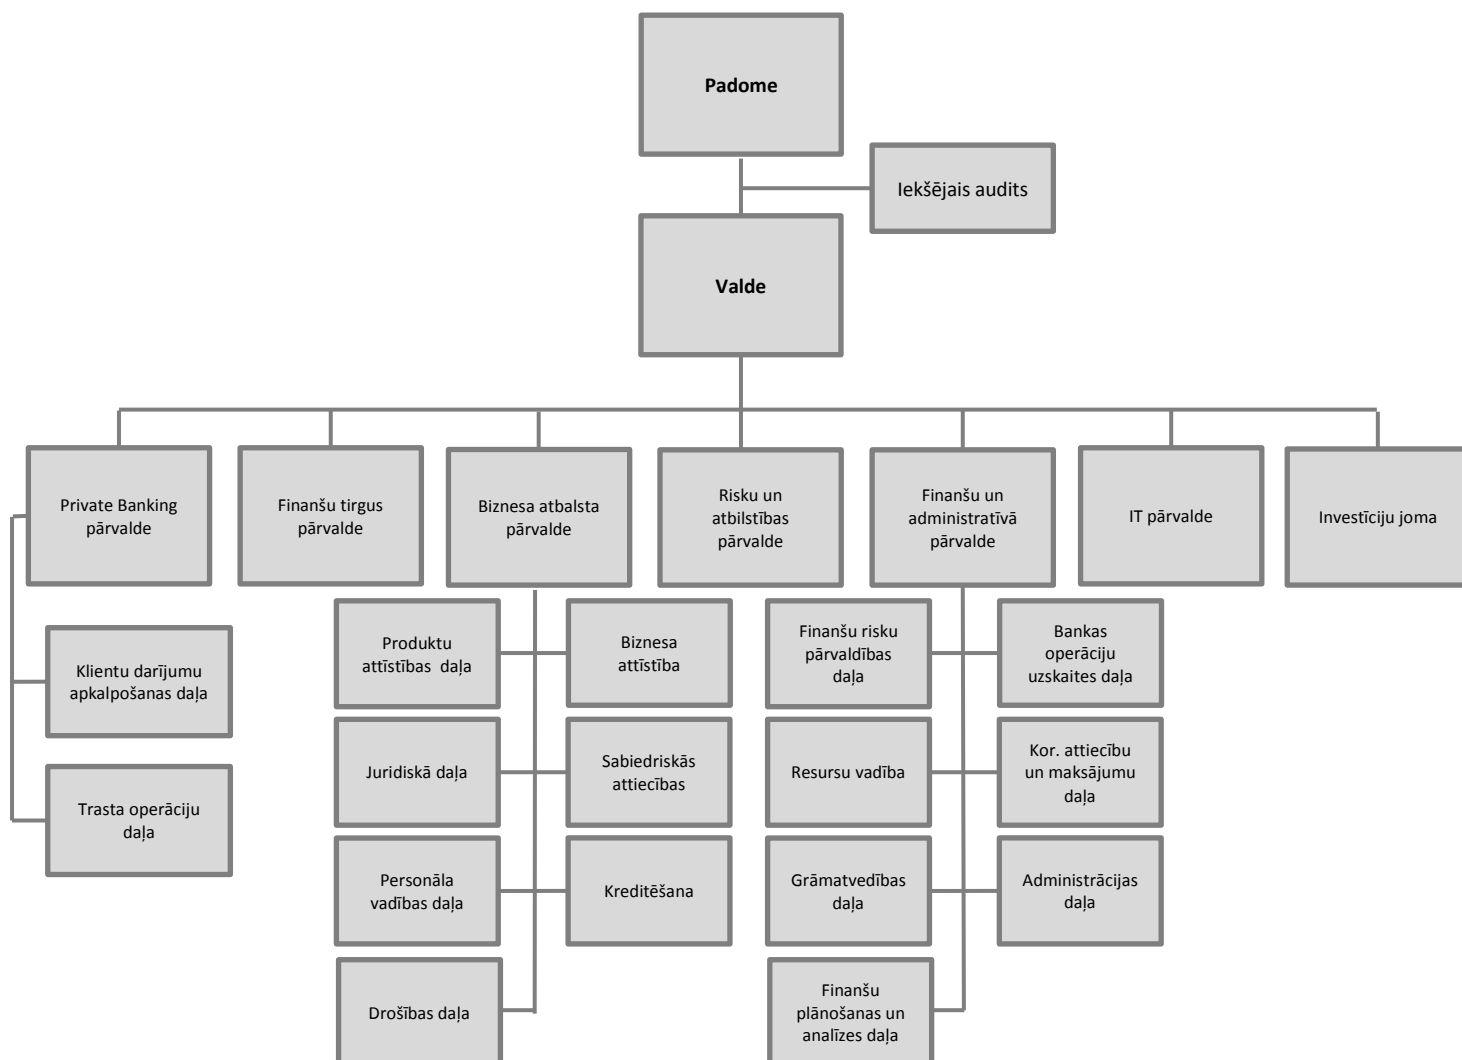 Padome
Iekšējais audits
Valde
Private Banking
pārvalde
Finanšu tirgus
pārvalde
Biznesa atbalsta
pārvalde
Risku un
atbilstības
pārvalde
Finanšu un
administratīvā
pārvalde
IT pārvalde
Investīciju joma
Klientu darījumu
apkalpošanas daļa
Trasta operāciju
daļa
Produktu
attīstības daļa
Biznesa
attīstība
Juridiskā daļa
Sabiedriskās
attiecības
Personāla
vadības daļa
Kreditēšana
Drošības daļa
Finanšu risku
pārvaldības
daļa
Bankas
operāciju
uzskaites daļa
Resursu vadība
Kor. attiecību
un maksājumu
daļa
Grāmatvedības
daļa
Administrācijas
daļa
Finanšu
plānošanas un
analīzes daļa